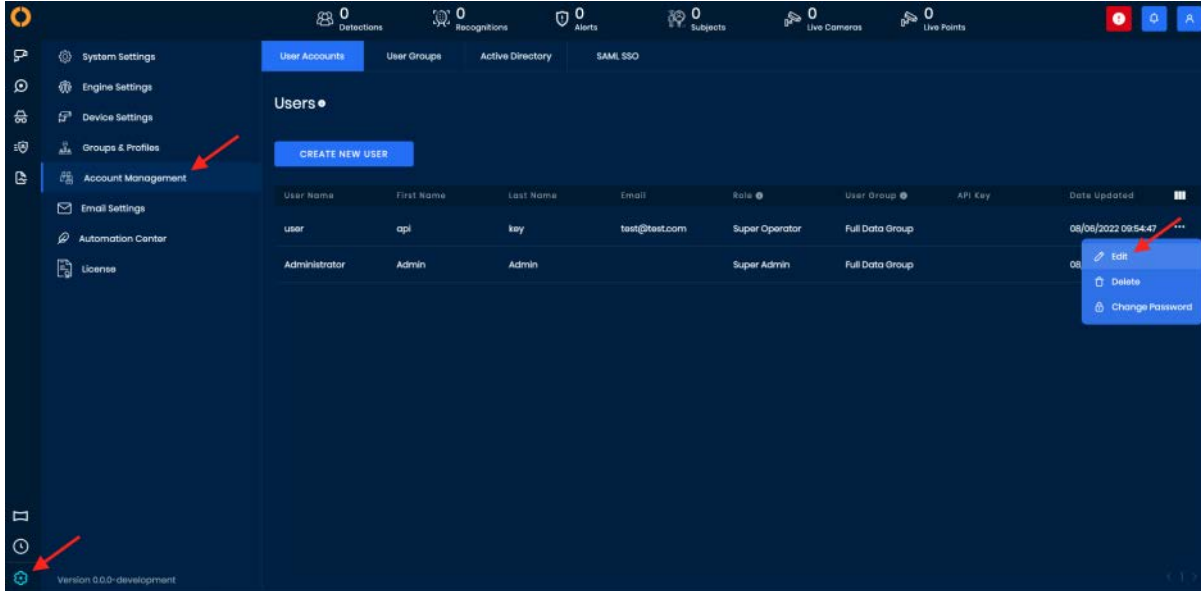 0 Detections
0 Recognitions
0 Alerts
0 Subjects
0 Live Cameras
0 Live Points
System Settings
Engine Settings
Device Settings
Groups & Profiles
Account Management
Email Settings
Automation Center
License
User Accounts User Groups Active Directory SAML SSO
Users
CREATE NEW USER
User Name First Name Last Name Email Role User Group API Key Date Updated
user api key test@test.com Super Operator Full Data Group 08/06/2022 09:54:47
Administrator Admin Admin Super Admin Full Data Group 08
Edit
Delete
Change Password
Version 0.0.0-development
< 1 >